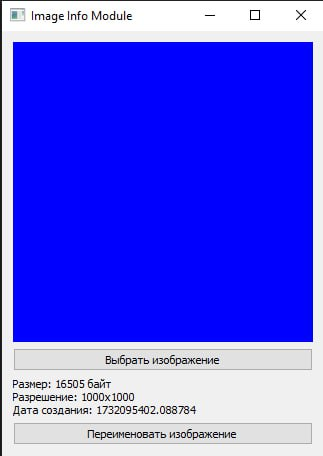 Image Info Module
Выбрать изображение
Размер: 16505 байт
Разрешение: 1000x1000
Дата создания: 1732095402.088784
Переименовать изображение